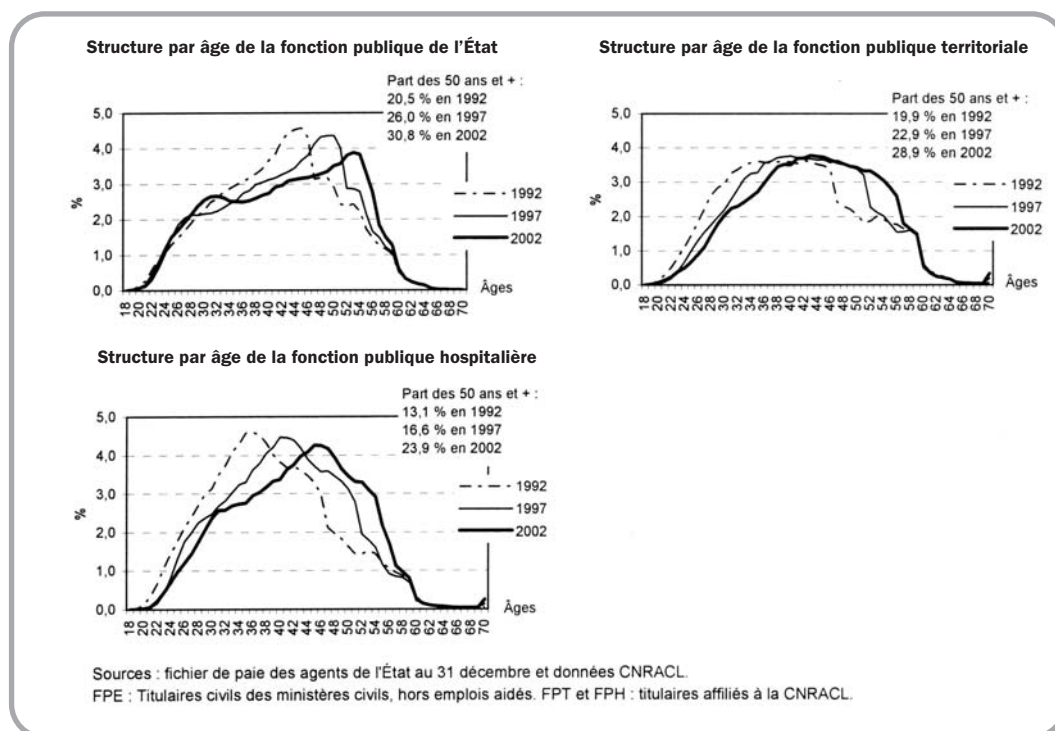 Structure par âge de la fonction publique de l'État
Part des 50 ans et + :
20,5 % en 1992
26,0 % en 1997
30,8 % en 2002
5,0
4,0
3,0
2,0
1,0
0,0
%
1992
1997
2002
Âges
18 20 22 24 26 28 30 32 34 36 38 40 42 44 46 48 50 52 54 56 58 60 62 64 66 68 70
Structure par âge de la fonction publique territoriale
Part des 50 ans et + :
19,9 % en 1992
22,9 % en 1997
28,9 % en 2002
5,0
4,0
3,0
2,0
1,0
0,0
%
1992
1997
2002
Âges
18 20 22 24 26 28 30 32 34 36 38 40 42 44 46 48 50 52 54 56 58 60 62 64 66 68 70
Structure par âge de la fonction publique hospitalière
Part des 50 ans et + :
13,1 % en 1992
16,6 % en 1997
23,9 % en 2002
5,0
4,0
3,0
2,0
1,0
0,0
%
1992
1997
2002
Âges
18 20 22 24 26 28 30 32 34 36 38 40 42 44 46 48 50 52 54 56 58 60 62 64 66 68 70
Sources : fichier de paie des agents de l'État au 31 décembre et données CNRACL.
FPE : Titulaires civils des ministères civils, hors emplois aidés. FPT et FPH : titulaires affiliés à la CNRACL.